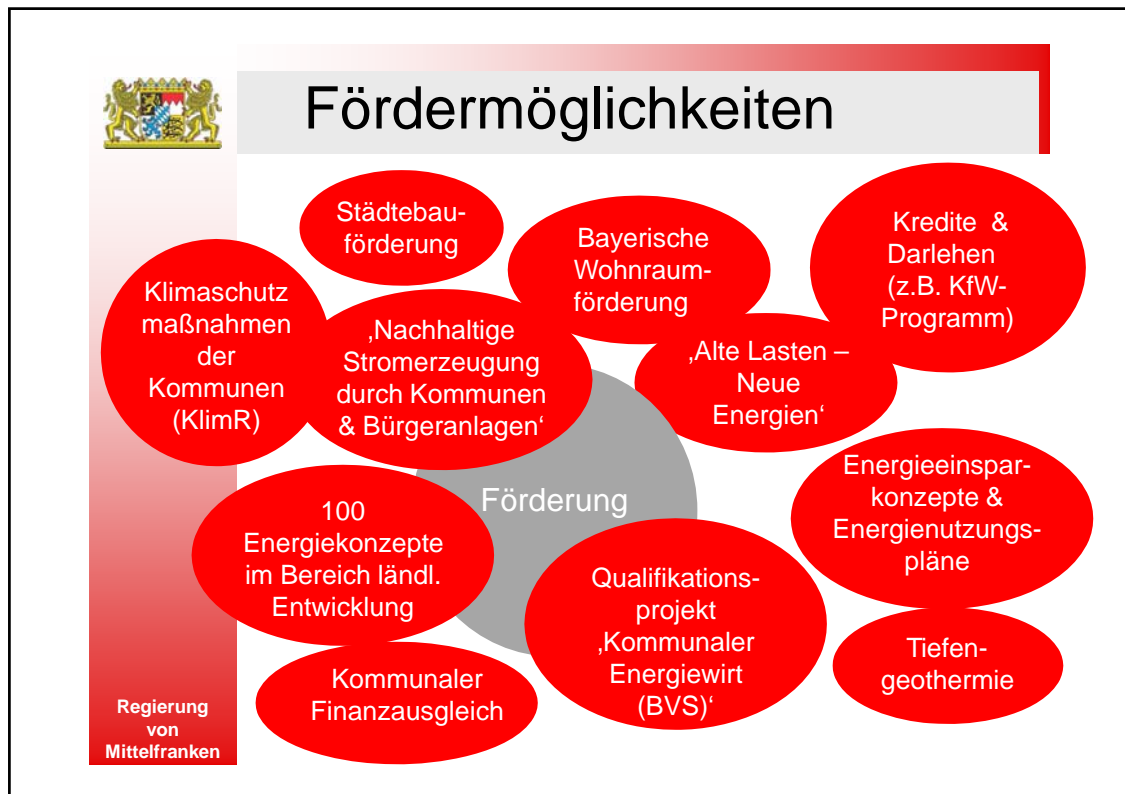 Fördermöglichkeiten
Städtebau-
förderung
Bayerische
Wohnraum-
förderung
Kredite & 
Darlehen
(z.B. KfW-
Programm)
Klimaschutz
maßnahmen
der
Kommunen
(KlimR)
‚Nachhaltige
Stromerzeugung
durch Kommunen
& Bürgeranlagen‘
‚Alte Lasten –
Neue
Energien‘
Förderung
100
Energiekonzepte
im Bereich ländl.
Entwicklung
Energieeinspar-
konzepte &
Energienutzungs-
pläne
Qualifikations-
projekt
‚Kommunaler
Energiewirt
(BVS)‘
Tiefen-
geothermie
Kommunaler
Finanzausgleich
Regierung
von
Mittelfranken